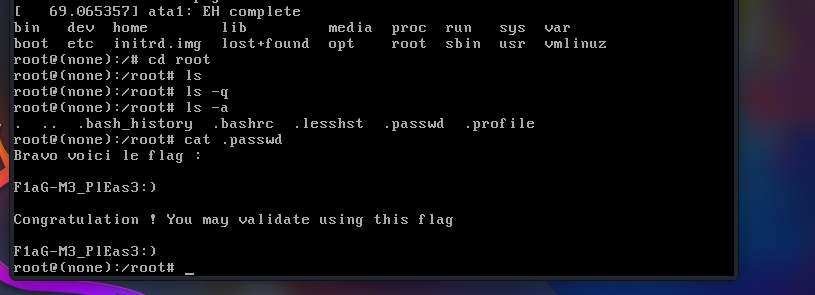 [   69.065357] ata1: EH complete
bin   dev  home        lib         media  proc  run   sys  var
boot  etc  initrd.img  lost+found  opt    root  sbin  usr  vmlinuz
root@(none):/# cd root
root@(none):/root# ls
root@(none):/root# ls -q
root@(none):/root# ls -a
.  ..  .bash_history  .bashrc  .lesshst  .passwd  .profile
root@(none):/root# cat .passwd
Bravo voici le flag :
F1aG-M3_PlEas3:)
Congratulation ! You may validate using this flag
F1aG-M3_PlEas3:)
root@(none):/root# _